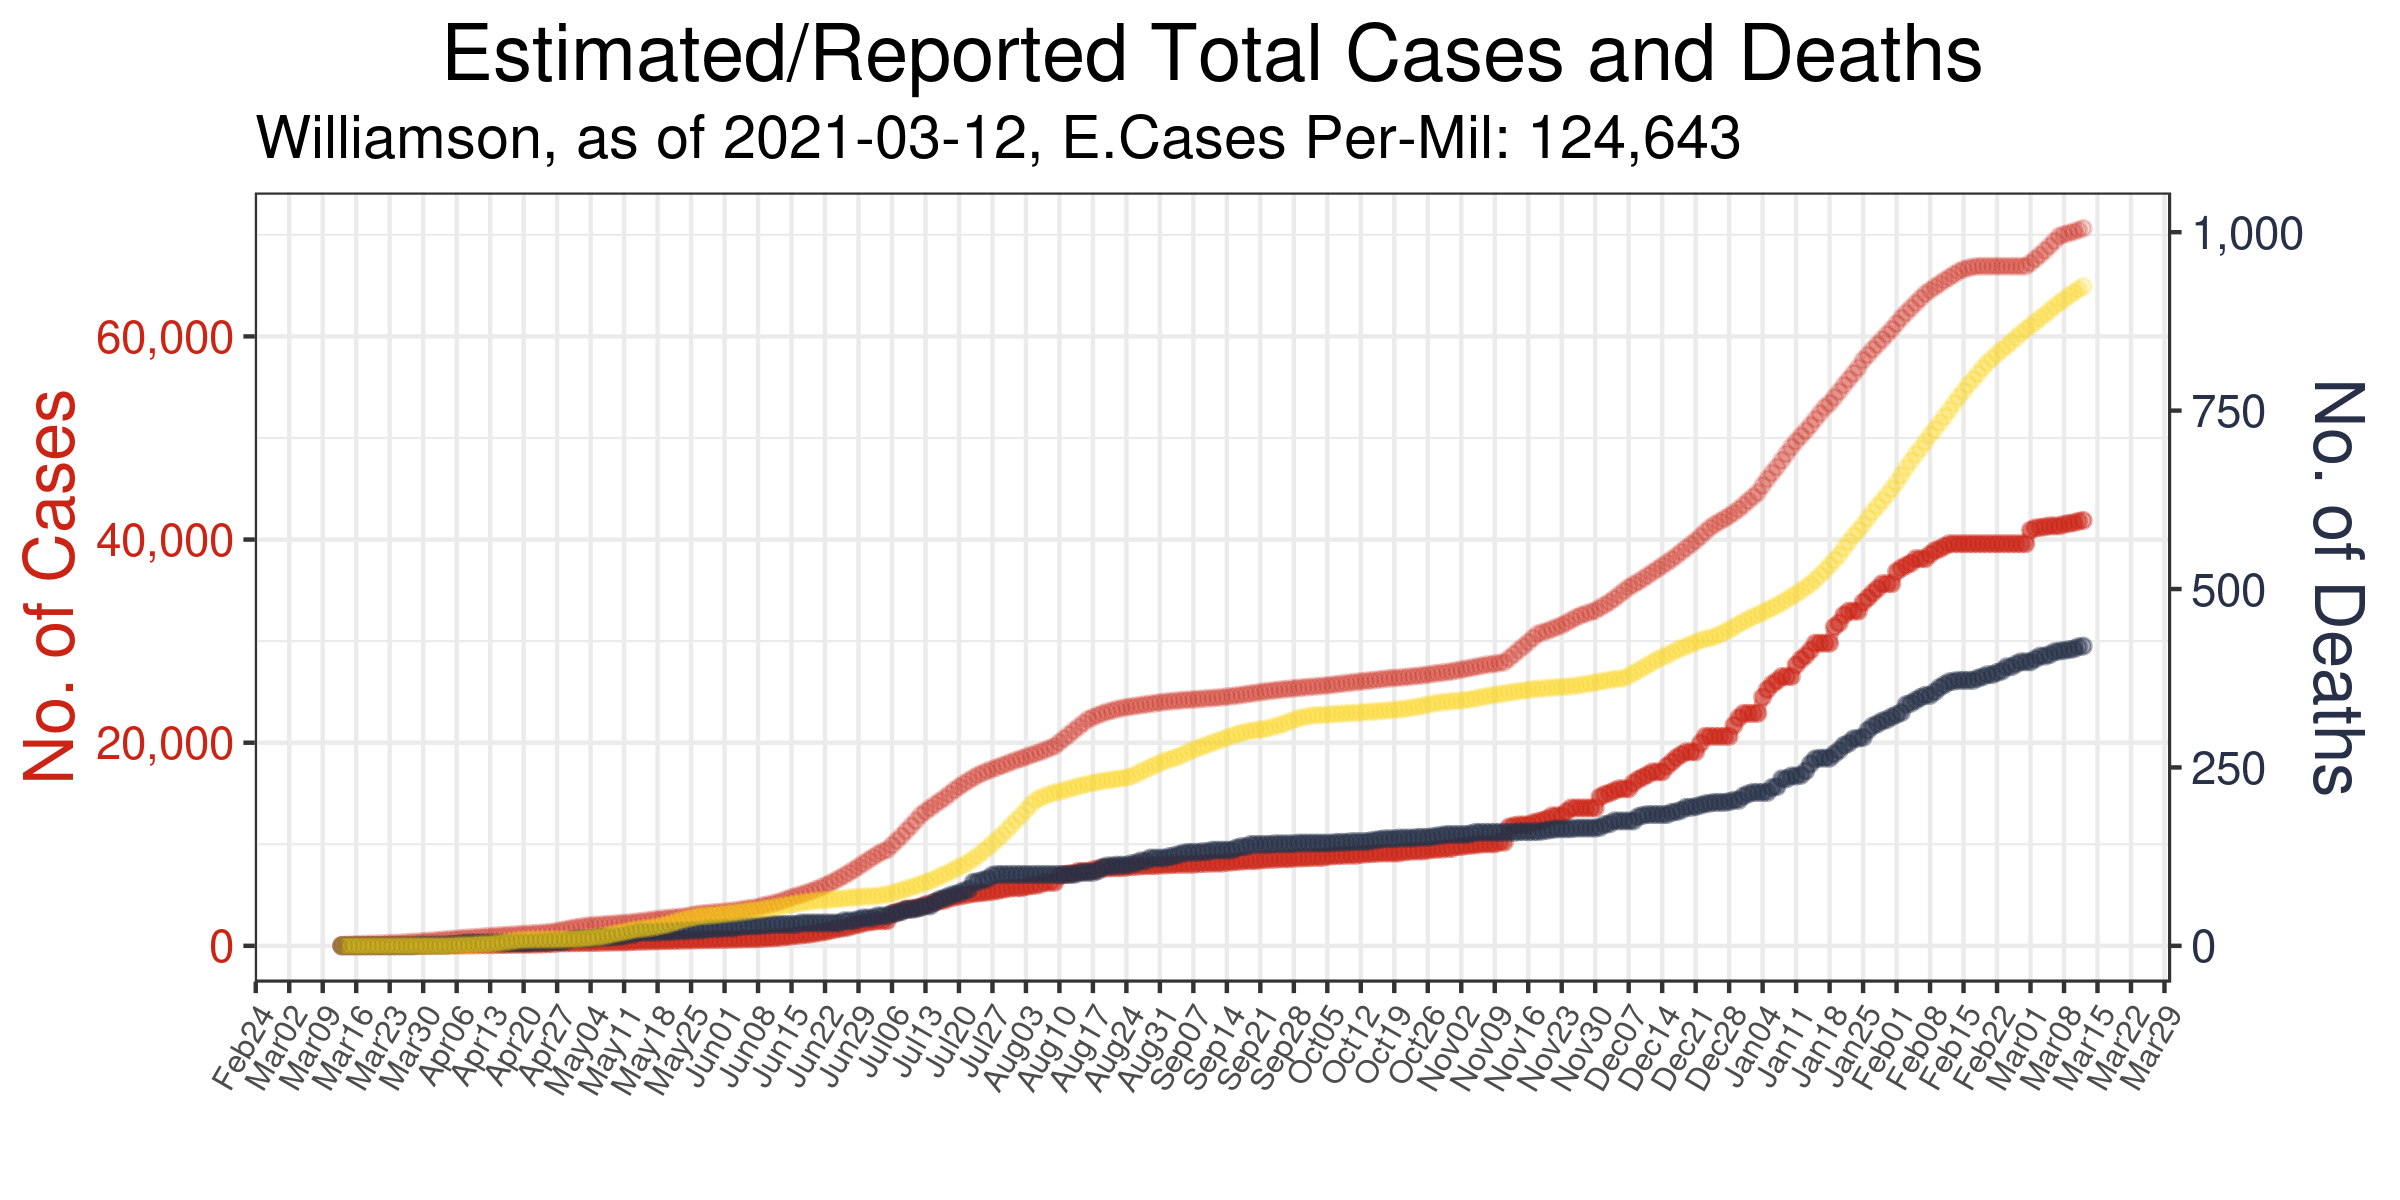 Estimated/Reported Total Cases and Deaths
Williamson, as of 2021-03-12, E.Cases Per-Mil: 124,643
No. of Cases
60,000
40,000
20,000
0
1,000
750
500
250
0
No. of Deaths
Feb24
Mar02
Mar09
Mar16
Mar23
Mar30
Apr06
Apr13
Apr20
Apr27
May04
May11
May18
May25
Jun01
Jun08
Jun15
Jun22
Jun29
Jul06
Jul13
Jul20
Jul27
Aug03
Aug10
Aug17
Aug24
Aug31
Sep07
Sep14
Sep21
Sep28
Oct05
Oct12
Oct19
Oct26
Nov02
Nov09
Nov16
Nov23
Nov30
Dec07
Dec14
Dec21
Dec28
Jan04
Jan11
Jan18
Jan25
Feb01
Feb08
Feb15
Feb22
Mar01
Mar08
Mar15
Mar22
Mar29